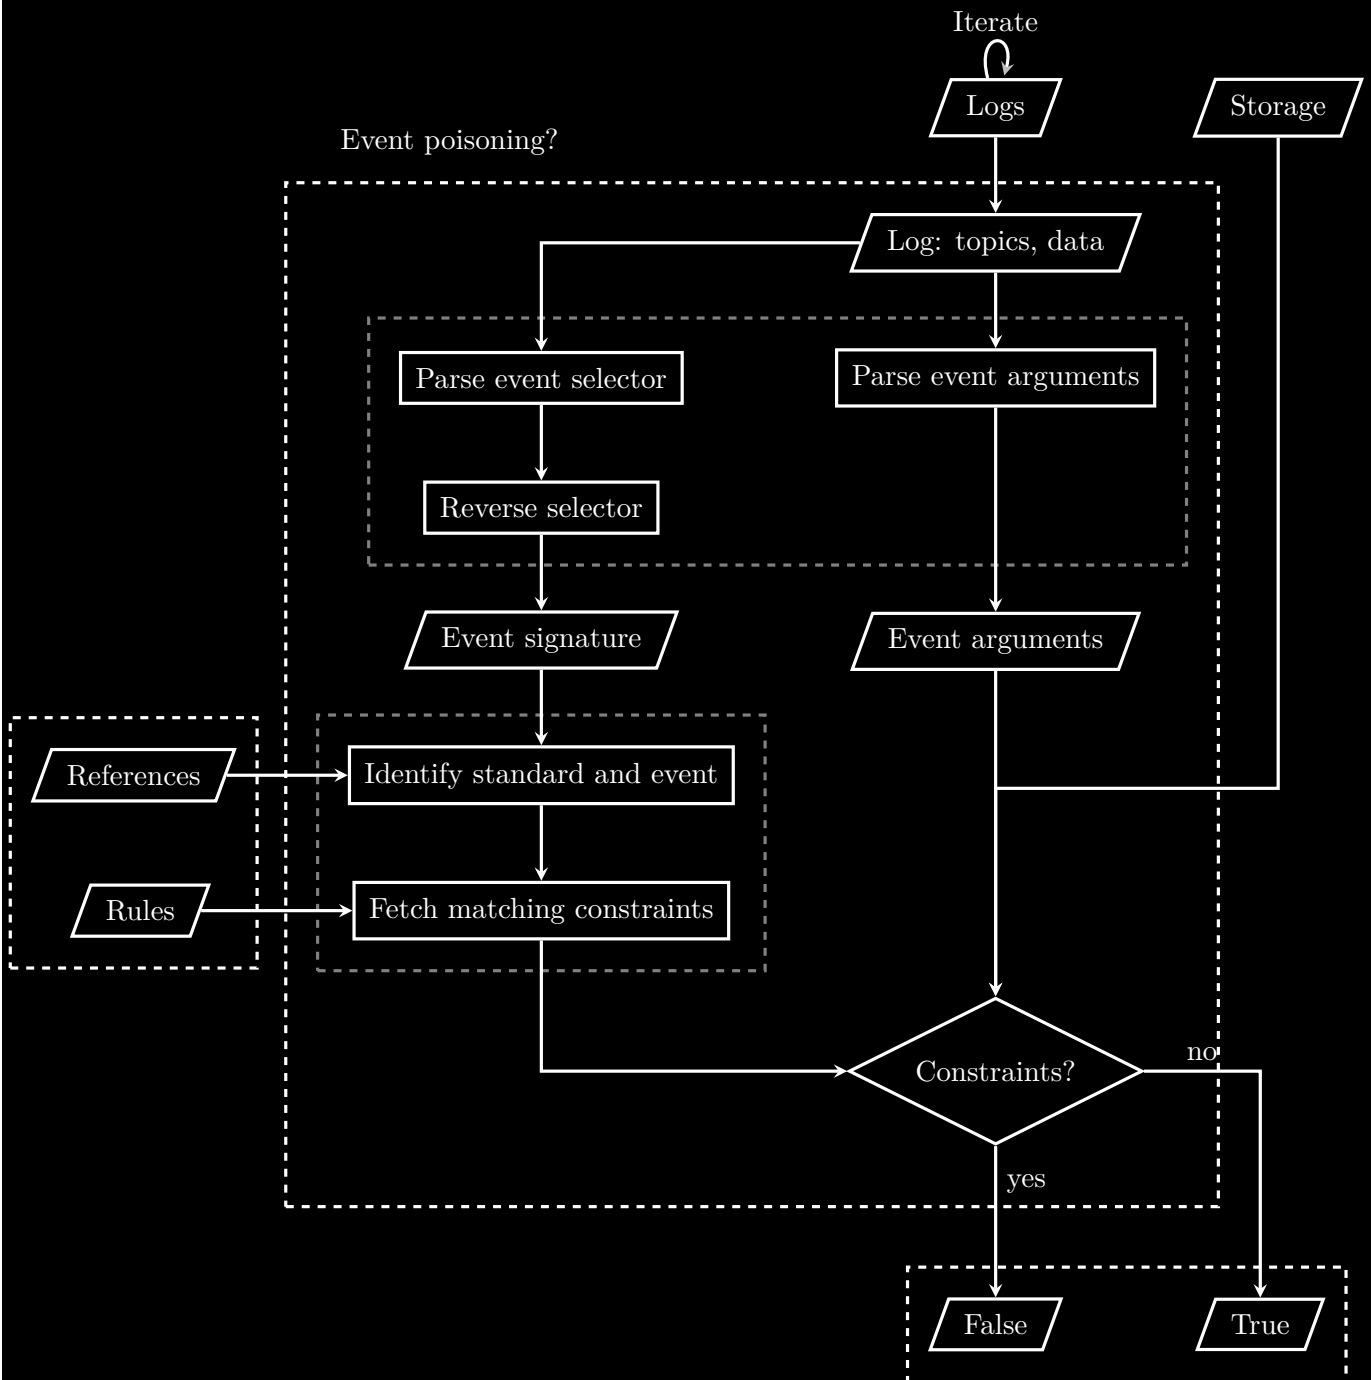 Iterate
Logs
Storage
Event poisoning?
Log: topics, data
Parse event selector
Parse event arguments
Reverse selector
Event signature
Event arguments
References
Identify standard and event
Rules
Fetch matching constraints
Constraints?
no
yes
False
True